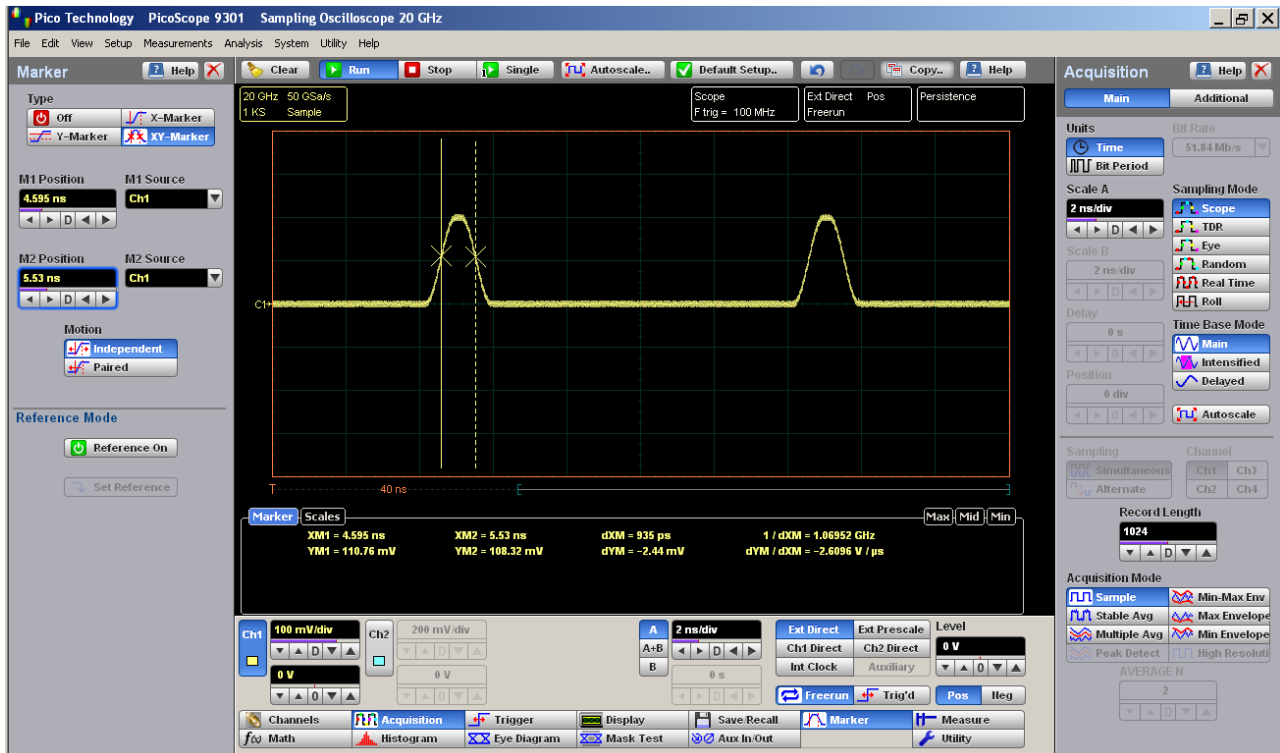 Pico Technology PicoScope 9301 Sampling Oscilloscope 20 GHz
File Edit View Setup Measurements Analysis System Utility Help
Marker Help
Type
Off X-Marker
Y-Marker XY-Marker
M1 Position M1 Source
4.595 ns Ch1
D
M2 Position M2 Source
5.53 ns Ch1
D
Motion
Independent
Paired
Reference Mode
Reference On
Set Reference
Clear Run Stop Single Autoscale.. Default Setup.. Copy.. Help
20 GHz 50 GSa/s
1 KS Sample
Scope
F trig = 100 MHz
Ext Direct Pos
Freerun
Persistence
C1
T 40 ns
Marker Scales Max Mid Min
XM1 = 4.595 ns XM2 = 5.53 ns dXM = 935 ps 1 / dXM = 1.06952 GHz
YM1 = 110.76 mV YM2 = 108.32 mV dYM = -2.44 mV dYM / dXM = -2.6096 V / µs
Ch1 100 mV/div Ch2 200 mV/div
D D
0 V 0 V
0 0
A 2 ns/div
A+B D
B 0 s
D
Ext Direct Ext Prescale Level
Ch1 Direct Ch2 Direct 0 V
Int Clock Auxiliary 0
Freerun Trig'd Pos Neg
Channels Acquisition Trigger Display Save/Recall Marker Measure
f(x) Math Histogram Eye Diagram Mask Test Aux In/Out Utility
Acquisition Help
Main Additional
Units Bit Rate
Time 51.84 Mb/s
Bit Period
Scale A Sampling Mode
2 ns/div Scope
D TDR
Scale B Eye
2 ns/div Random
D Real Time
Roll
Delay Time Base Mode
0 s Main
0 Intensified
Position Delayed
0 div
0 Autoscale
Sampling Channel
Simultaneous Ch1 Ch3
Alternate Ch2 Ch4
Record Length
1024
D
Acquisition Mode
Sample Min-Max Env
Stable Avg Max Envelope
Multiple Avg Min Envelope
Peak Detect High Resoluti
AVERAGE N
2
D